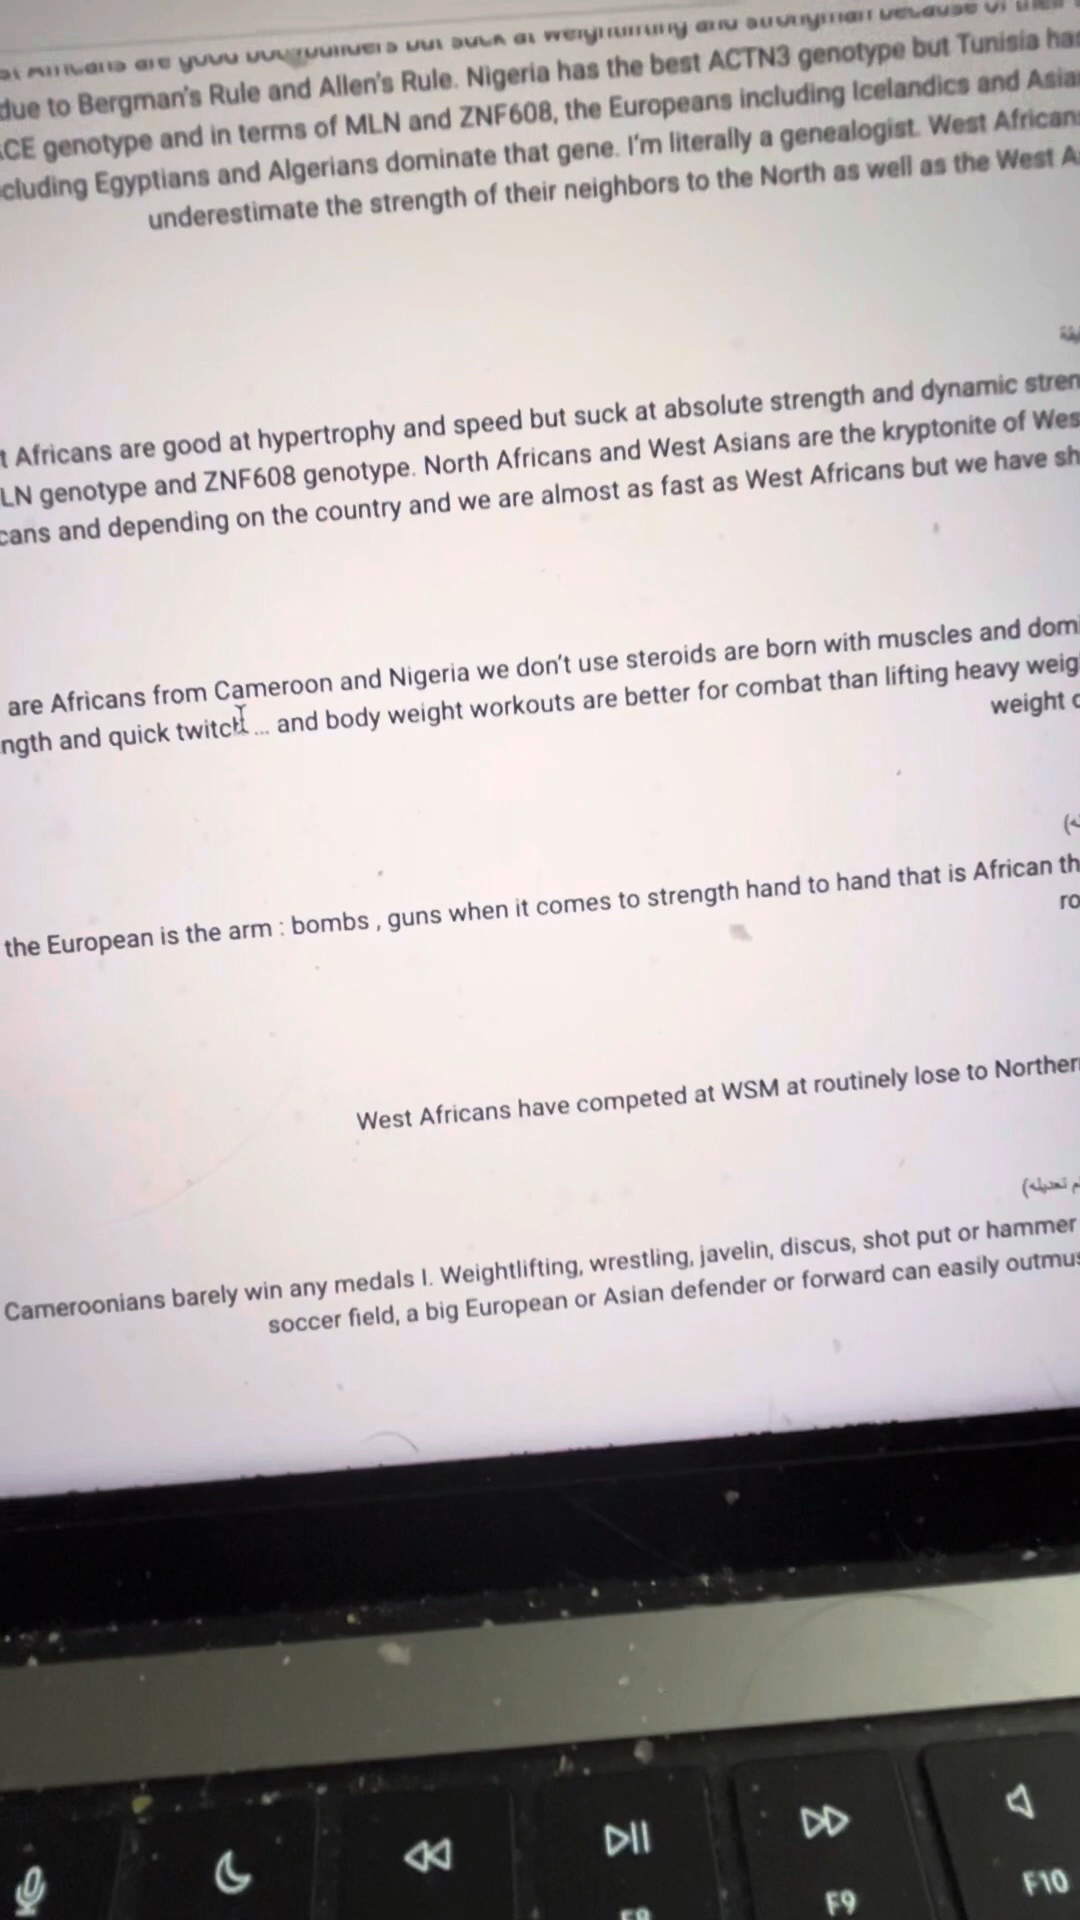 due to Bergman's Rule and Allen's Rule. Nigeria has the best ACTN3 genotype but Tunisia has
CE genotype and in terms of MLN and ZNF608, the Europeans including Icelandics and Asia
cluding Egyptians and Algerians dominate that gene. I'm literally a genealogist. West African
underestimate the strength of their neighbors to the North as well as the West A
t Africans are good at hypertrophy and speed but suck at absolute strength and dynamic stren
LN genotype and ZNF608 genotype. North Africans and West Asians are the kryptonite of Wes
cans and depending on the country and we are almost as fast as West Africans but we have sh
are Africans from Cameroon and Nigeria we don't use steroids are born with muscles and dom
ngth and quick twitch ... and body weight workouts are better for combat than lifting heavy weig
weight
the European is the arm : bombs , guns when it comes to strength hand to hand that is African th
ro
West Africans have competed at WSM at routinely lose to Norther
(م تعديله
Cameroonians barely win any medals I. Weightlifting, wrestling, javelin, discus, shot put or hammer
soccer field, a big European or Asian defender or forward can easily outmus
F8
F9
F10